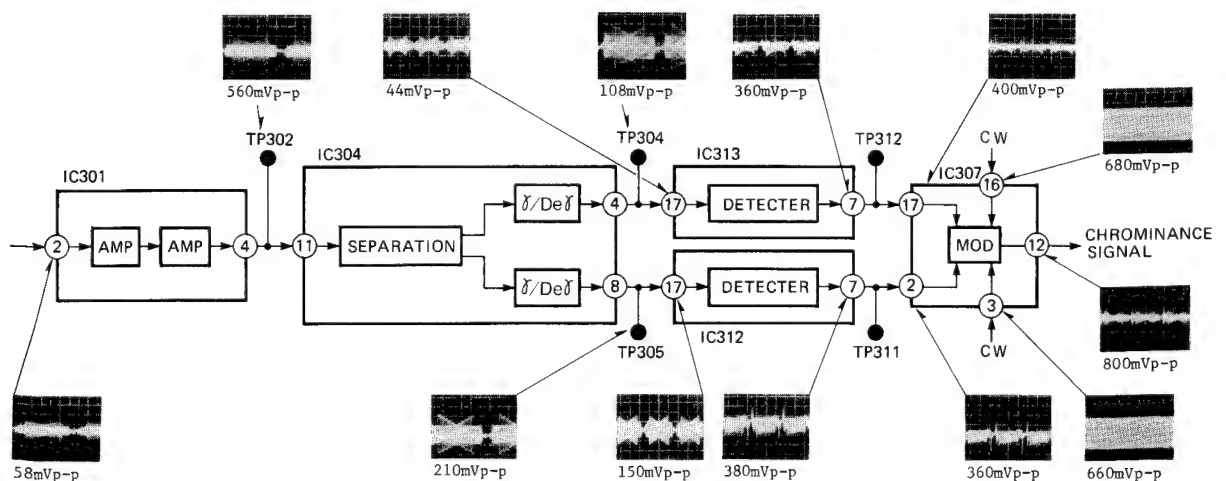 560mVp-p
44mVp-p
108mVp-p
360mVp-p
400mVp-p
680mVp-p
TP302
TP304
TP312
CW
IC301
IC304
IC313
IC307
2
AMP
AMP
4
11
SEPARATION
γ/Deγ
4
17
DETECTER
7
17
16
MOD
12
CHROMINANCE
SIGNAL
γ/Deγ
8
17
DETECTER
7
2
3
TP305
IC312
TP311
CW
58mVp-p
210mVp-p
150mVp-p
380mVp-p
360mVp-p
660mVp-p
800mVp-p